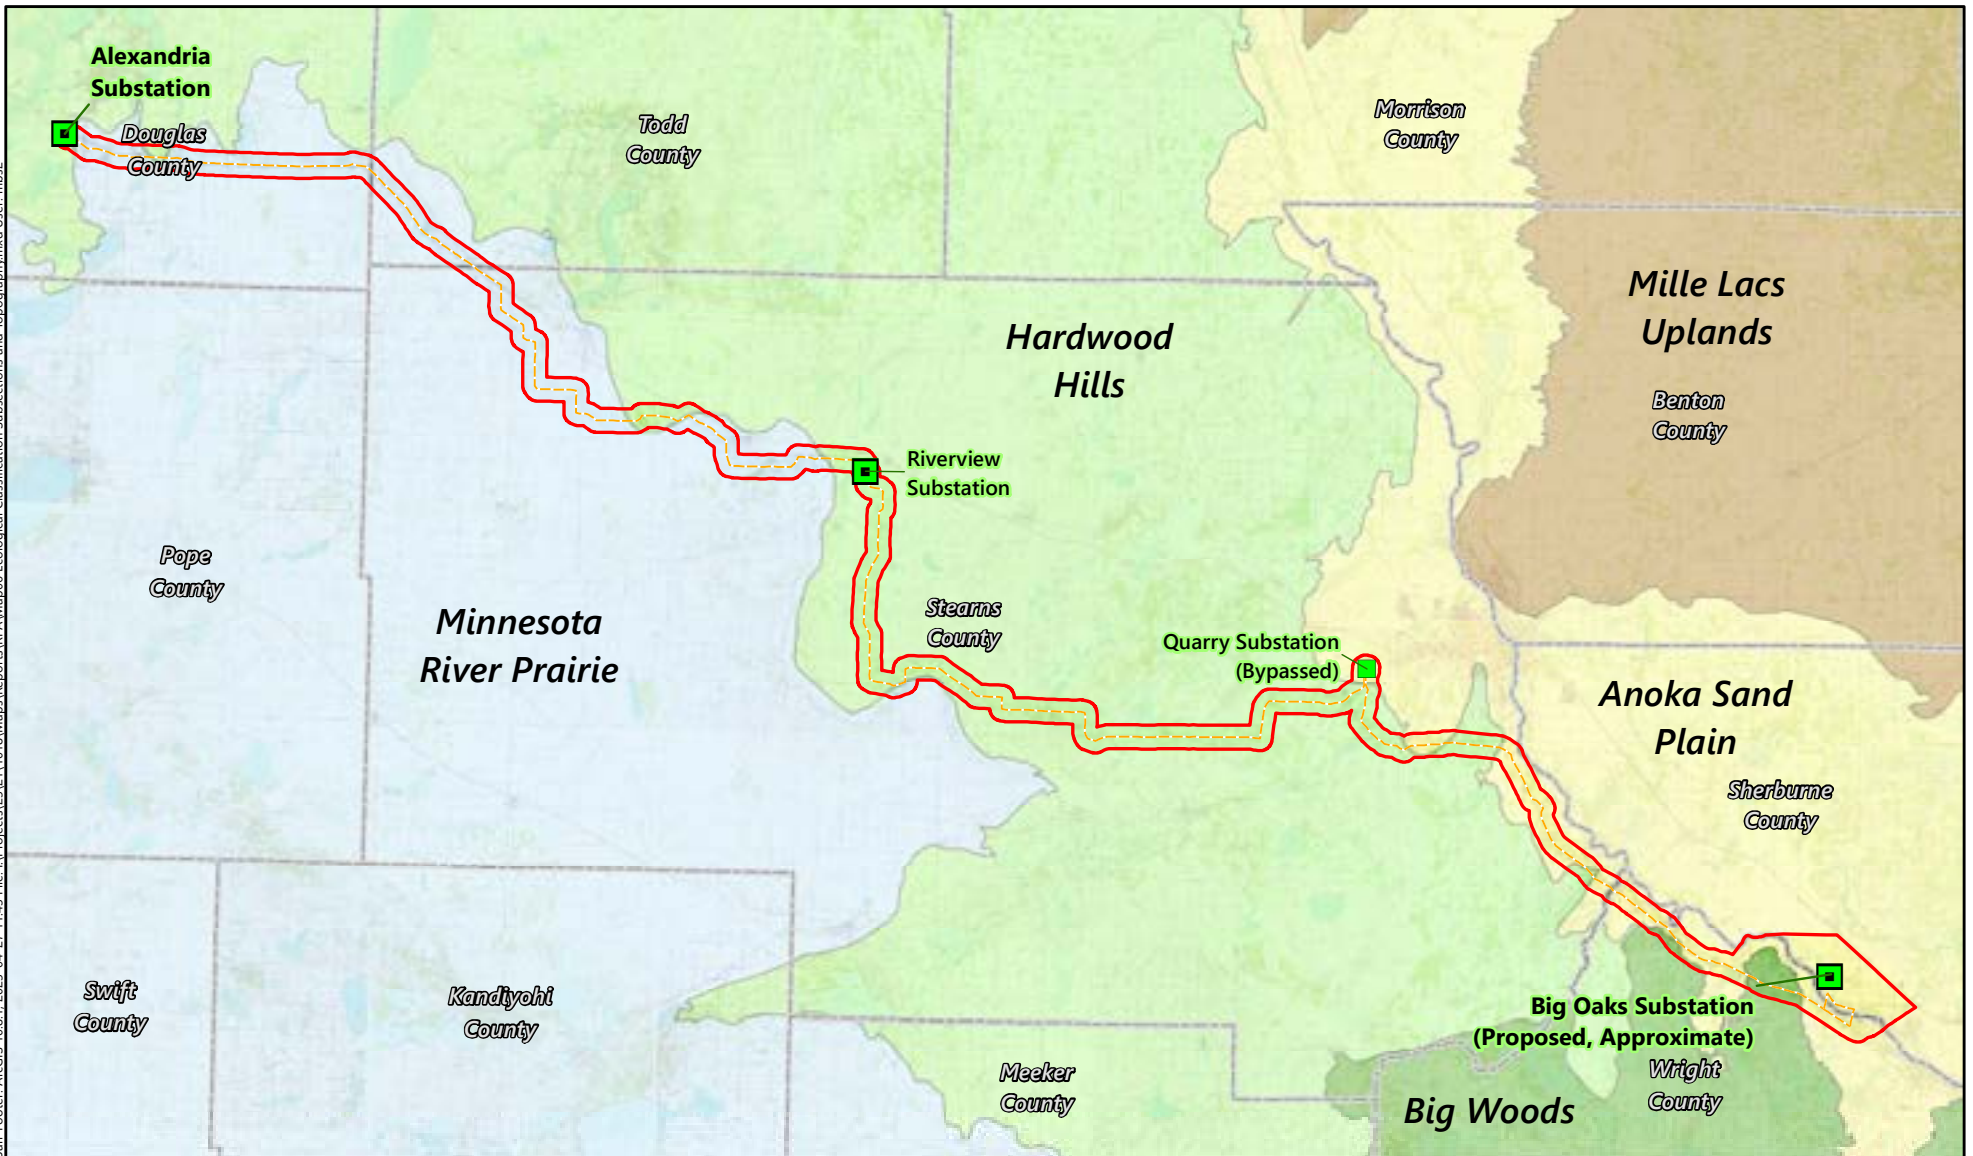 Alexandria
Substation
Douglas
County
Todd
County
Morrison
County
Mille Lacs
Uplands
Hardwood
Hills
Benton
County
Riverview
Substation
Pope
County
Minnesota
River Prairie
Stearns
County
Quarry Substation
(Bypassed)
Anoka Sand
Plain
Sherburne
County
Swift
County
Kandiyohi
County
Big Oaks Substation
(Proposed, Approximate)
Meeker
County
Wright
County
Big Woods